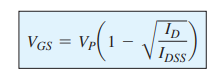 V_GS = V_P(1 − √(I_D/I_DSS))